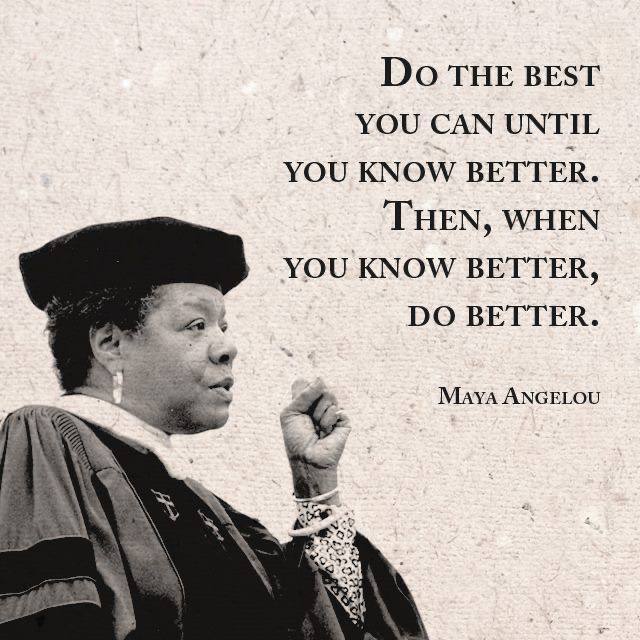 Do the best
you can until
you know better.
Then, when
you know better,
do better.
Maya Angelou